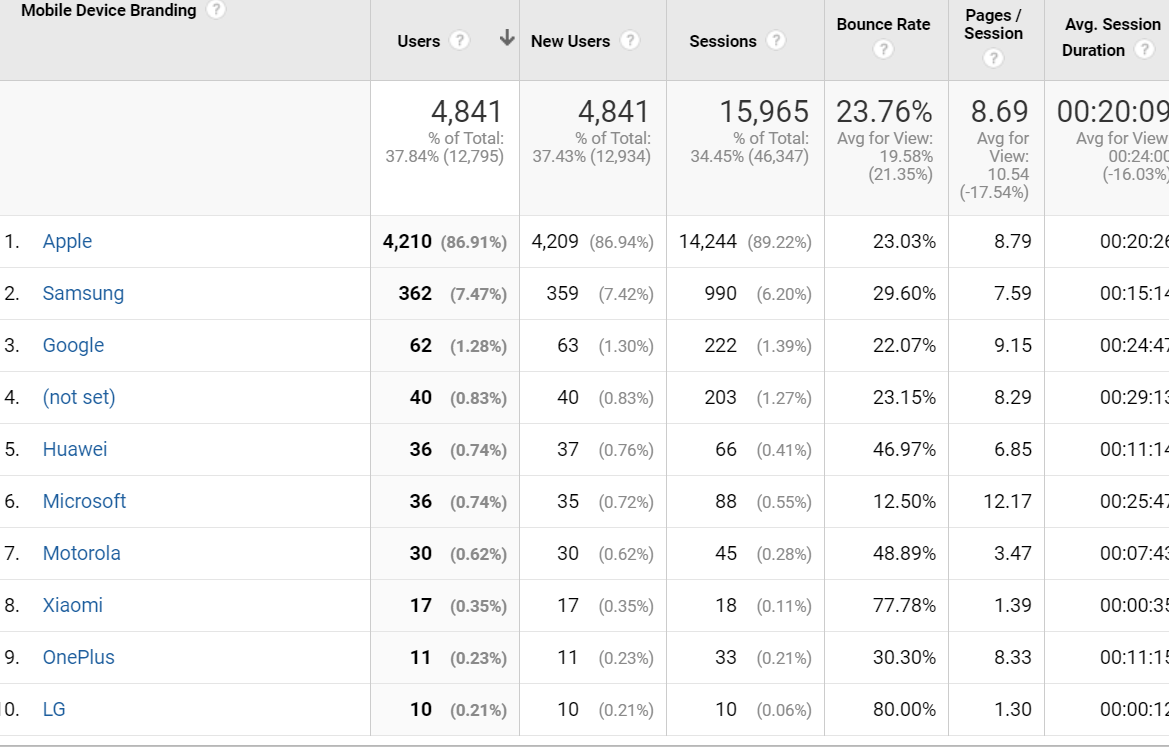 Mobile Device Branding ?
Users ? New Users ? Sessions ? Bounce Rate ? Pages / Session ? Avg. Session Duration ?
4,841 % of Total: 37.84% (12,795) 4,841 % of Total: 37.43% (12,934) 15,965 % of Total: 34.45% (46,347) 23.76% Avg for View: 19.58% (21.35%) 8.69 Avg for View: 10.54 (-17.54%) 00:20:09 Avg for View 00:24:00 (-16.03%)
1. Apple 4,210 (86.91%) 4,209 (86.94%) 14,244 (89.22%) 23.03% 8.79 00:20:26
2. Samsung 362 (7.47%) 359 (7.42%) 990 (6.20%) 29.60% 7.59 00:15:14
3. Google 62 (1.28%) 63 (1.30%) 222 (1.39%) 22.07% 9.15 00:24:47
4. (not set) 40 (0.83%) 40 (0.83%) 203 (1.27%) 23.15% 8.29 00:29:13
5. Huawei 36 (0.74%) 37 (0.76%) 66 (0.41%) 46.97% 6.85 00:11:14
6. Microsoft 36 (0.74%) 35 (0.72%) 88 (0.55%) 12.50% 12.17 00:25:47
7. Motorola 30 (0.62%) 30 (0.62%) 45 (0.28%) 48.89% 3.47 00:07:43
8. Xiaomi 17 (0.35%) 17 (0.35%) 18 (0.11%) 77.78% 1.39 00:00:35
9. OnePlus 11 (0.23%) 11 (0.23%) 33 (0.21%) 30.30% 8.33 00:11:15
10. LG 10 (0.21%) 10 (0.21%) 10 (0.06%) 80.00% 1.30 00:00:12